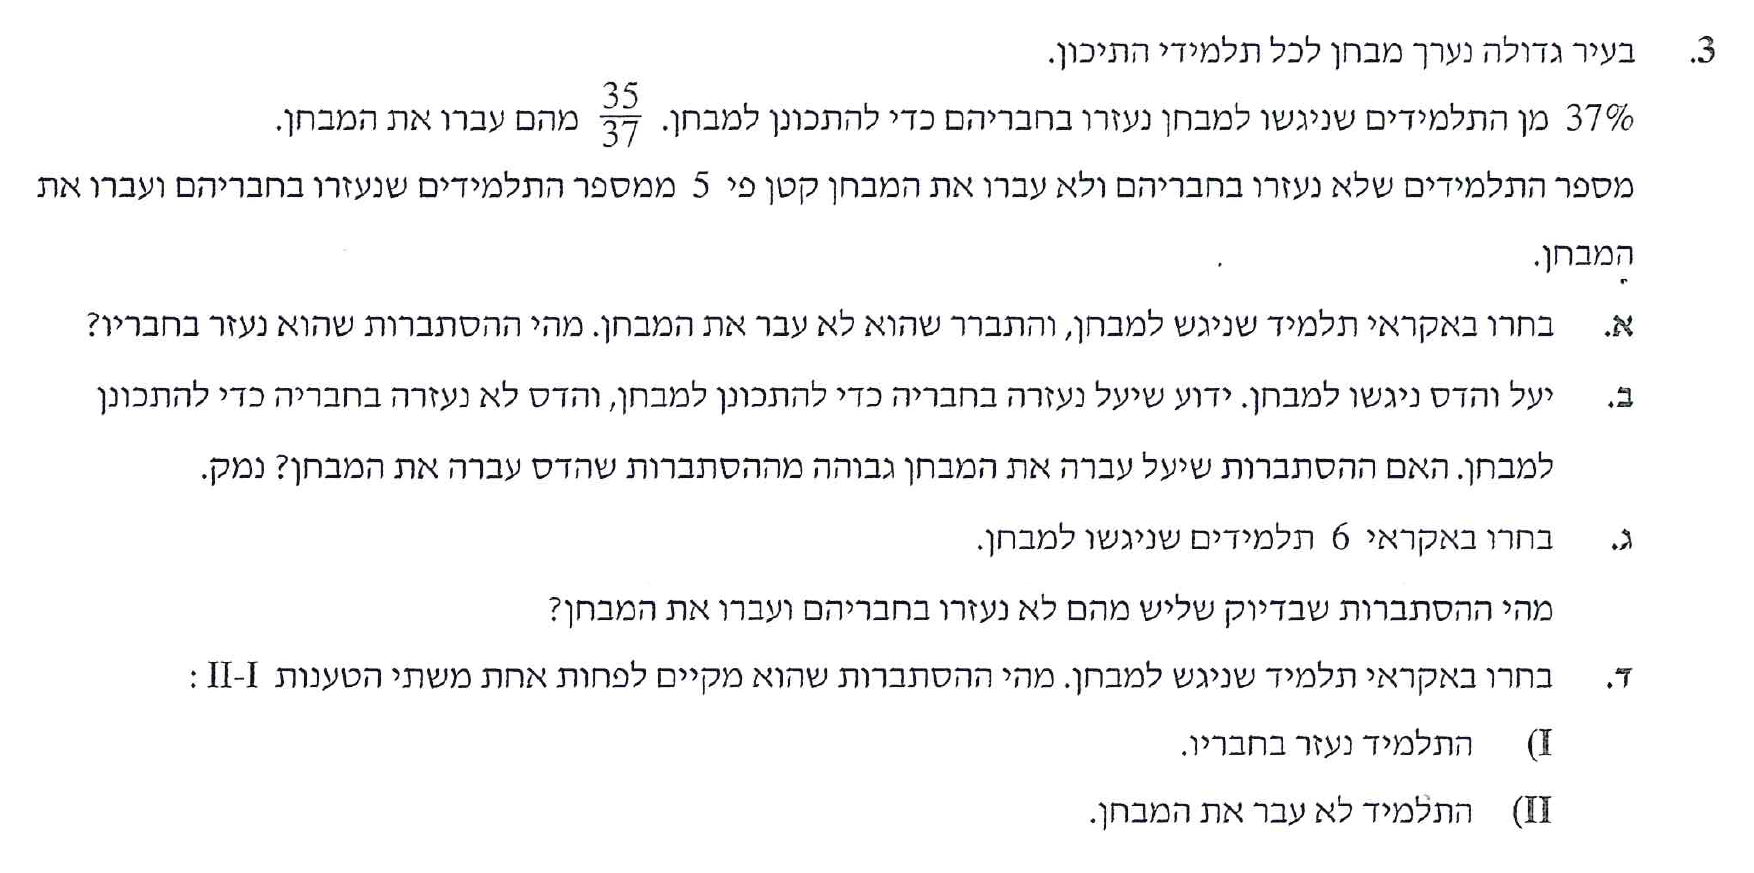 3. בעיר גדולה נערך מבחן לכל תלמידי התיכון.
37% מן התלמידים שניגשו למבחן נעזרו בחבריהם כדי להתכונן למבחן. 35/37 מהם עברו את המבחן.
מספר התלמידים שלא נעזרו בחבריהם ולא עברו את המבחן קטן פי 5 ממספר התלמידים שנעזרו בחבריהם ועברו את
המבחן.
א. בחרו באקראי תלמיד שניגש למבחן, והתברר שהוא לא עבר את המבחן. מהי ההסתברות שהוא נעזר בחבריו?
ב. יעל והדס ניגשו למבחן. ידוע שיעל נעזרה בחבריה כדי להתכונן למבחן, והדס לא נעזרה בחבריה כדי להתכונן
למבחן. האם ההסתברות שיעל עברה את המבחן גבוהה מההסתברות שהדס עברה את המבחן? נמק.
ג. בחרו באקראי 6 תלמידים שניגשו למבחן.
מהי ההסתברות שבדיוק שליש מהם לא נעזרו בחבריהם ועברו את המבחן?
ד. בחרו באקראי תלמיד שניגש למבחן. מהי ההסתברות שהוא מקיים לפחות אחת משתי הטענות II-I :
I) התלמיד נעזר בחבריו.
II) התלמיד לא עבר את המבחן.